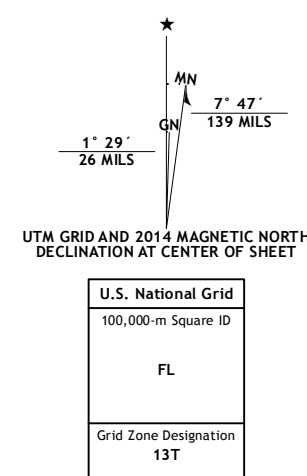 ★
MN
GN
7° 47´
139 MILS
1° 29´
26 MILS
UTM GRID AND 2014 MAGNETIC NORTH
DECLINATION AT CENTER OF SHEET
U.S. National Grid
100,000-m Square ID
FL
Grid Zone Designation
13T